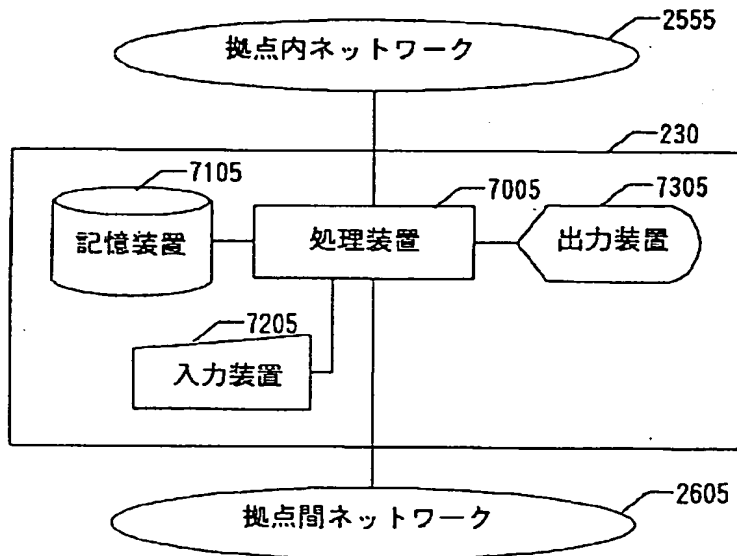 2555
拠点内ネットワーク
230
7105
7005
7305
記憶装置
処理装置
出力装置
7205
入力装置
拠点間ネットワーク
2605